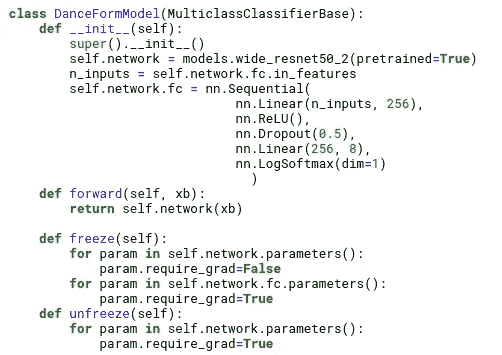 class DanceFormModel(MulticlassClassifierBase):
    def __init__(self):
        super().__init__()
        self.network = models.wide_resnet50_2(pretrained=True)
        n_inputs = self.network.fc.in_features
        self.network.fc = nn.Sequential(
                              nn.Linear(n_inputs, 256),
                              nn.ReLU(),
                              nn.Dropout(0.5),
                              nn.Linear(256, 8),
                              nn.LogSoftmax(dim=1)
                                )
    def forward(self, xb):
        return self.network(xb)

    def freeze(self):
        for param in self.network.parameters():
            param.require_grad=False
        for param in self.network.fc.parameters():
            param.require_grad=True
    def unfreeze(self):
        for param in self.network.parameters():
            param.require_grad=True